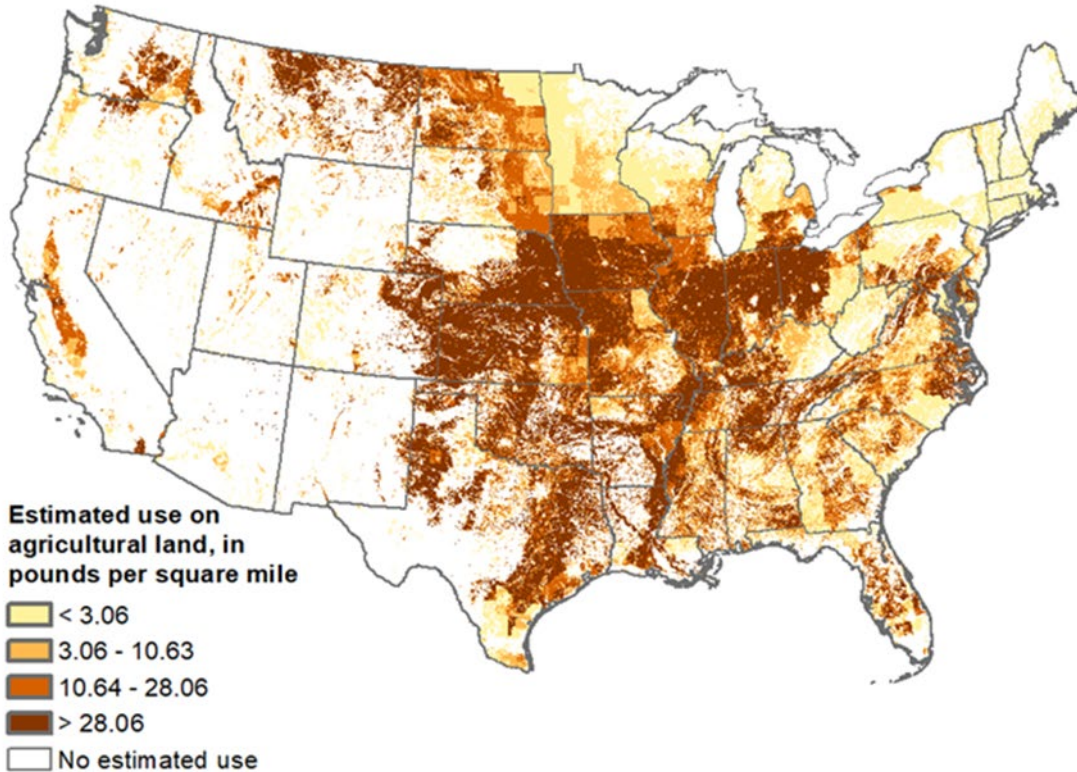 Estimated use on
agricultural land, in
pounds per square mile
< 3.06
3.06 - 10.63
10.64 - 28.06
> 28.06
No estimated use